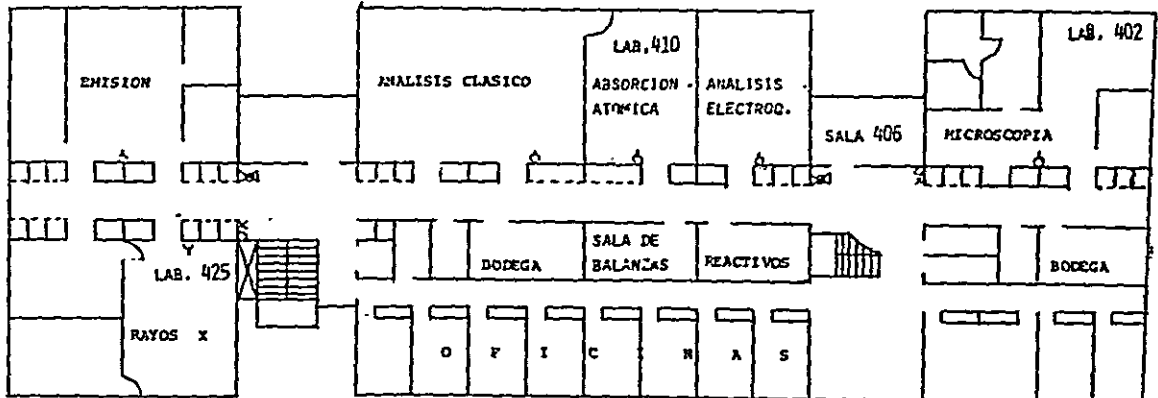 LAB. 402
LAB. 410
EMISION
ANALISIS CLASICO
ABSORCION
ATOMICA
ANALISIS
ELECTROQ.
SALA 406
MICROSCOPIA
LAB. 425
BODEGA
SALA DE
BALANZAS
REACTIVOS
BODEGA
RAYOS X
O F I C I N A S